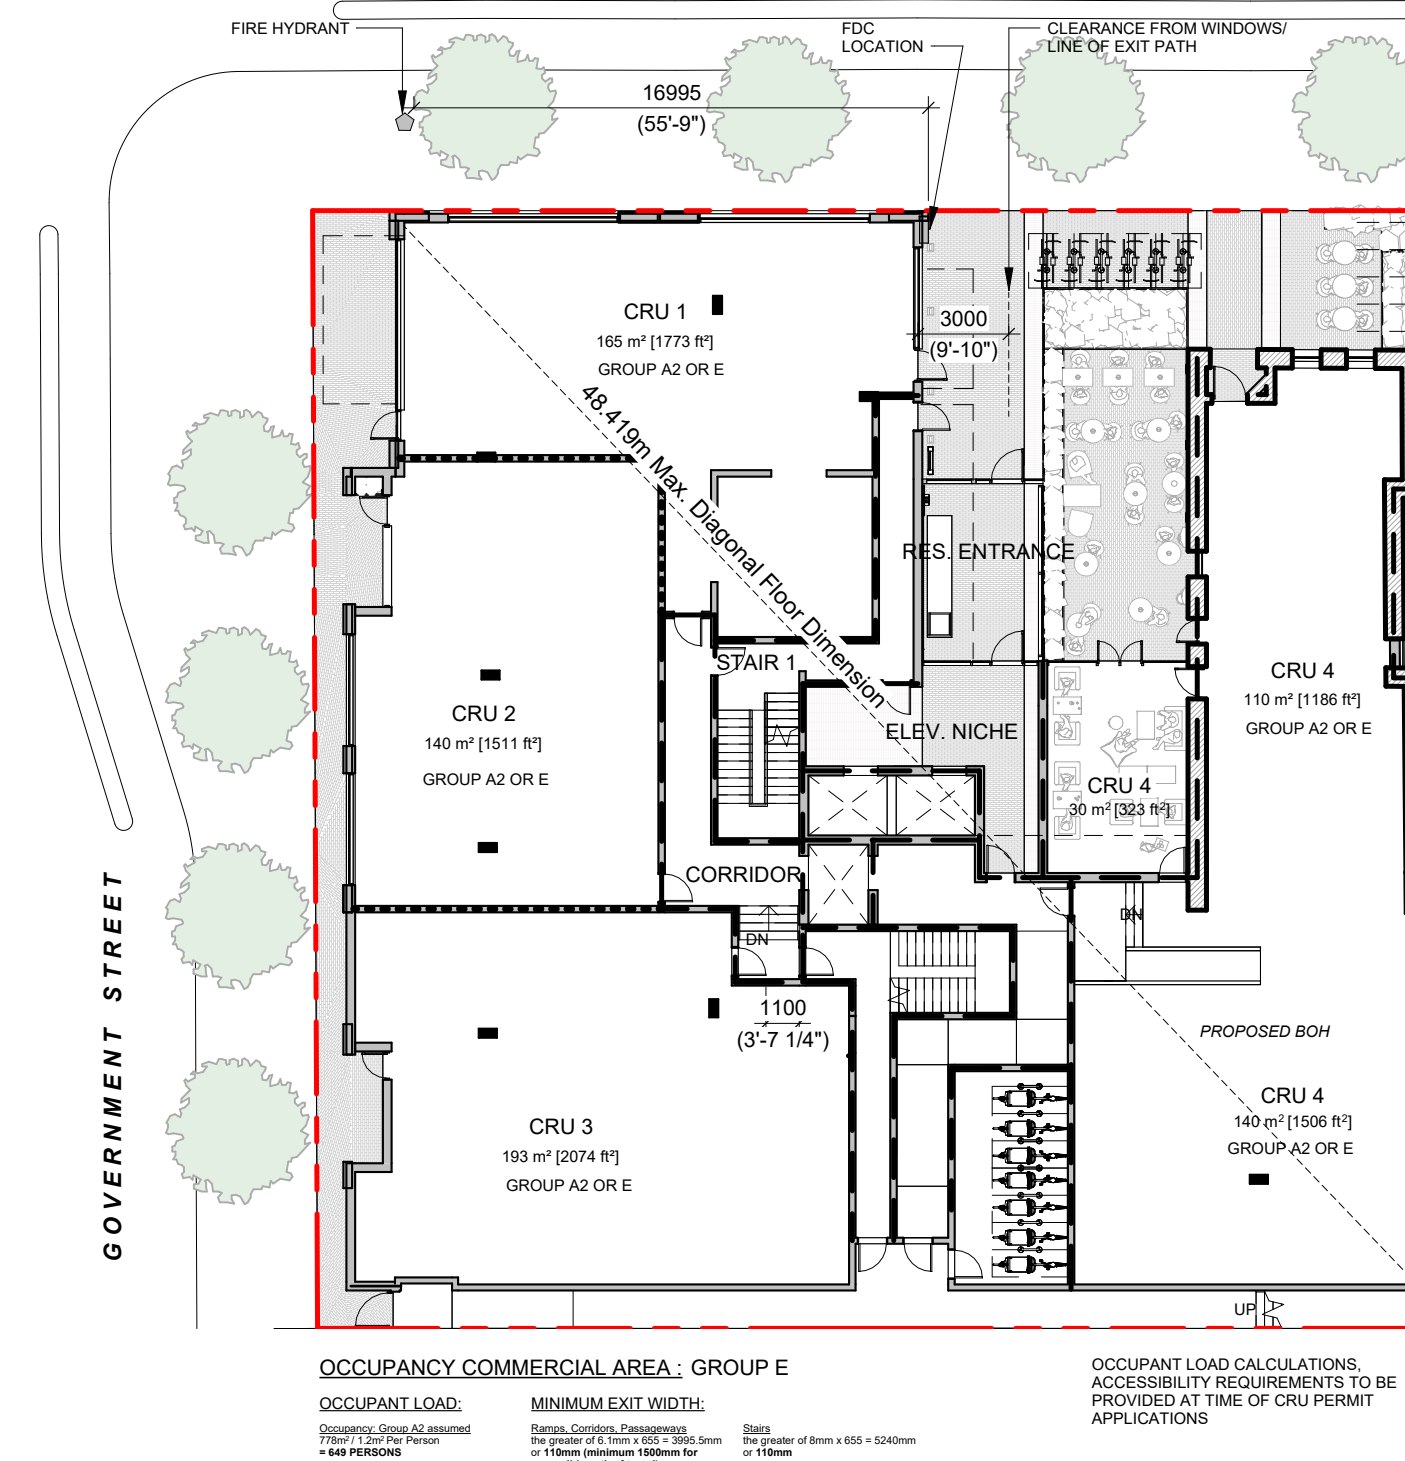 FIRE HYDRANT
FDC
LOCATION
CLEARANCE FROM WINDOWS/
LINE OF EXIT PATH
16995
(55'-9")
3000
(9'-10")
CRU 1
165 m² [1773 ft²]
GROUP A2 OR E
48.419m Max. Diagonal Floor Dimension
RES. ENTRANCE
STAIR 1
ELEV. NICHE
CRU 2
140 m² [1511 ft²]
GROUP A2 OR E
CRU 4
110 m² [1186 ft²]
GROUP A2 OR E
CRU 4
30 m² [323 ft²]
CORRIDOR
DN
DN
1100
(3'-7 1/4")
GOVERNMENT STREET
PROPOSED BOH
CRU 3
193 m² [2074 ft²]
GROUP A2 OR E
CRU 4
140 m² [1506 ft²]
GROUP A2 OR E
UP
OCCUPANCY COMMERCIAL AREA : GROUP E
OCCUPANT LOAD:
Occupancy: Group A2 assumed
778m² / 1.2m² Per Person
= 649 PERSONS
MINIMUM EXIT WIDTH:
Ramps, Corridors, Passageways
the greater of 6.1mm x 655 = 3995.5mm
or 110mm (minimum 1500mm for
Stairs
the greater of 8mm x 655 = 5240mm
or 110mm
OCCUPANT LOAD CALCULATIONS,
ACCESSIBILITY REQUIREMENTS TO BE
PROVIDED AT TIME OF CRU PERMIT
APPLICATIONS